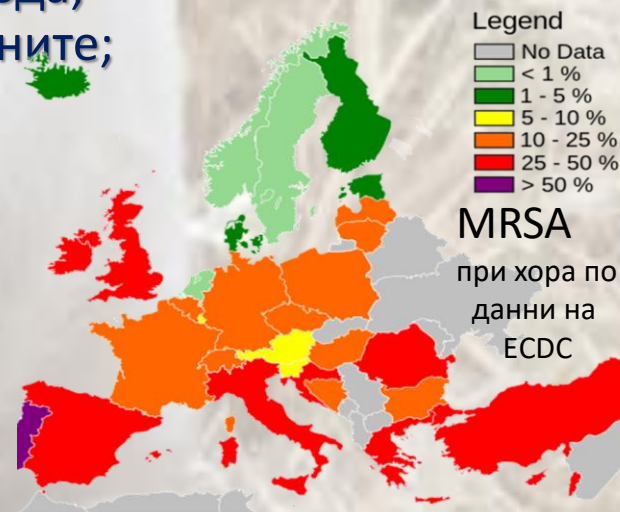 ните;
Legend
No Data
< 1 %
1 - 5 %
5 - 10 %
10 - 25 %
25 - 50 %
> 50 %
MRSA
при хора по
данни на
ECDC